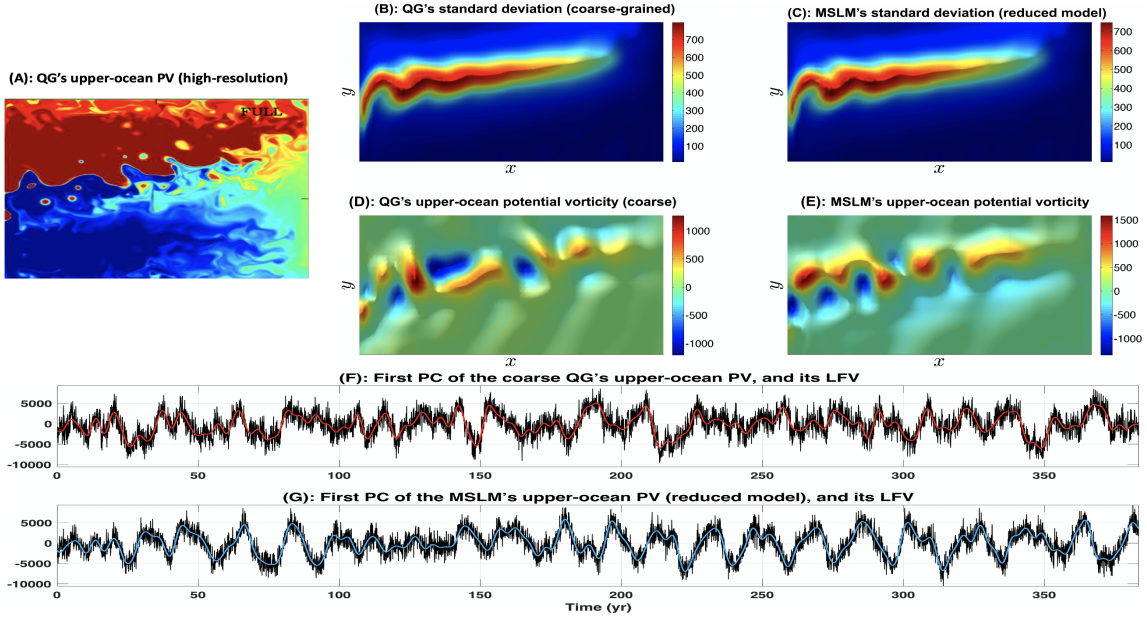 (B): QG's standard deviation (coarse-grained)
(C): MSLM's standard deviation (reduced model)
(A): QG's upper-ocean PV (high-resolution)
FULL
y
700
600
500
400
300
200
100
x
y
700
600
500
400
300
200
100
x
(D): QG's upper-ocean potential vorticity (coarse)
(E): MSLM's upper-ocean potential vorticity
y
1000
500
0
-500
-1000
x
y
1500
1000
500
0
-500
-1000
x
(F): First PC of the coarse QG's upper-ocean PV, and its LFV
5000
0
-5000
-10000
0 50 100 150 200 250 300 350
(G): First PC of the MSLM's upper-ocean PV (reduced model), and its LFV
5000
0
-5000
-10000
0 50 100 150 200 250 300 350
Time (yr)